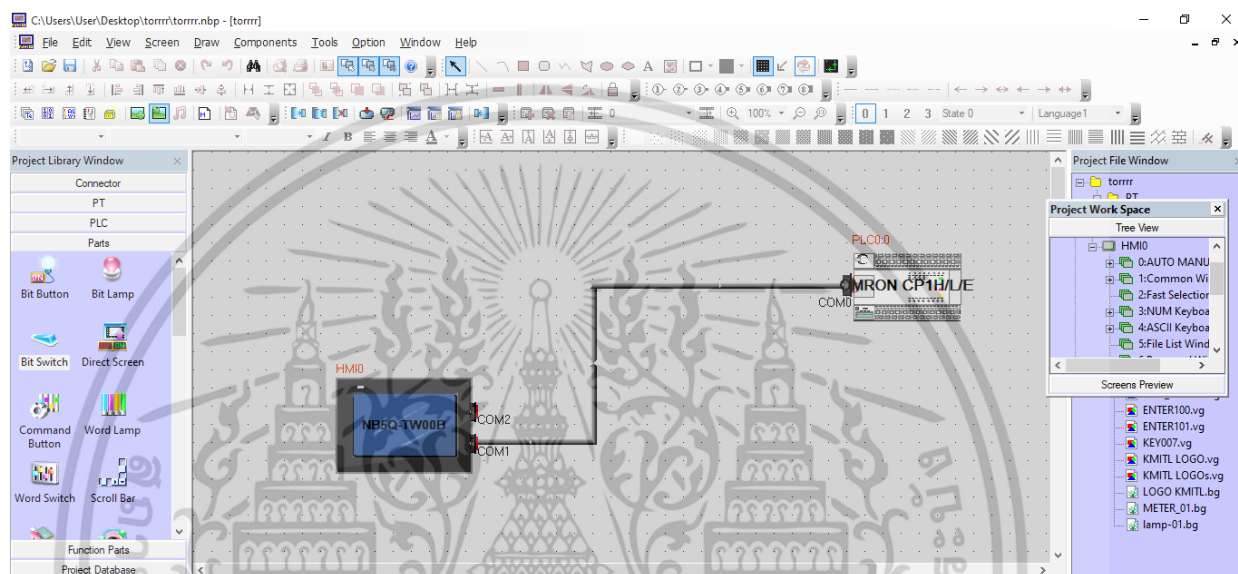 C:\Users\User\Desktop\torrrr\torrrr.nbp - [torrrr]
File Edit View Screen Draw Components Tools Option Window Help
100%
0 1 2 3 State 0 Language1
Project Library Window
Connector
PT
PLC
Parts
Bit Button Bit Lamp
Bit Switch Direct Screen
Command Button Word Lamp
Word Switch Scroll Bar
Function Parts
Project Database
HMI0
NB5Q-TW00B
COM2
COM1
PLC0:0
OMRON CP1H/L/E
COM0
Project File Window
torrrr
PT
Project Work Space
Tree View
HMI0
0:AUTO MANU
1:Common Wi
2:Fast Selection
3:NUM Keyboa
4:ASCII Keyboa
5:File List Wind
Screens Preview
ENTER100.vg
ENTER101.vg
KEY007.vg
KMITL LOGO.vg
KMITL LOGOs.vg
LOGO KMITL.bg
METER_01.bg
lamp-01.bg